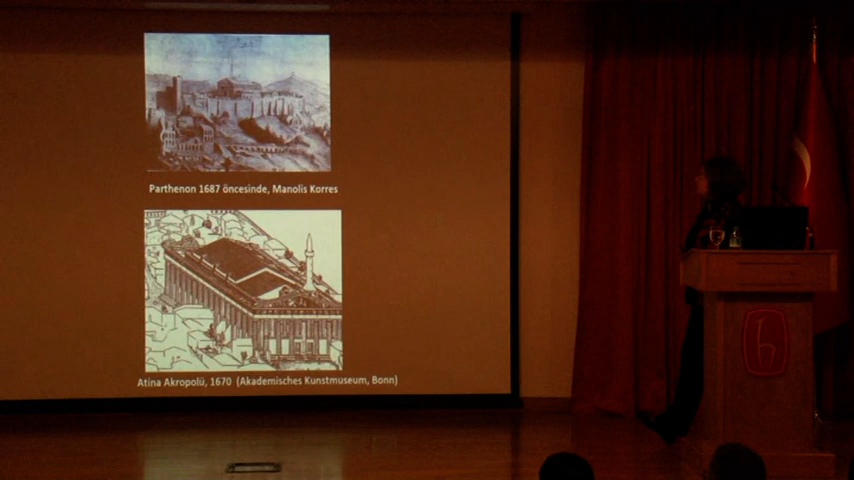 Parthenon 1687 öncesinde, Manolis Korres
Atina Akropolü, 1670 (Akademisches Kunstmuseum, Bonn)